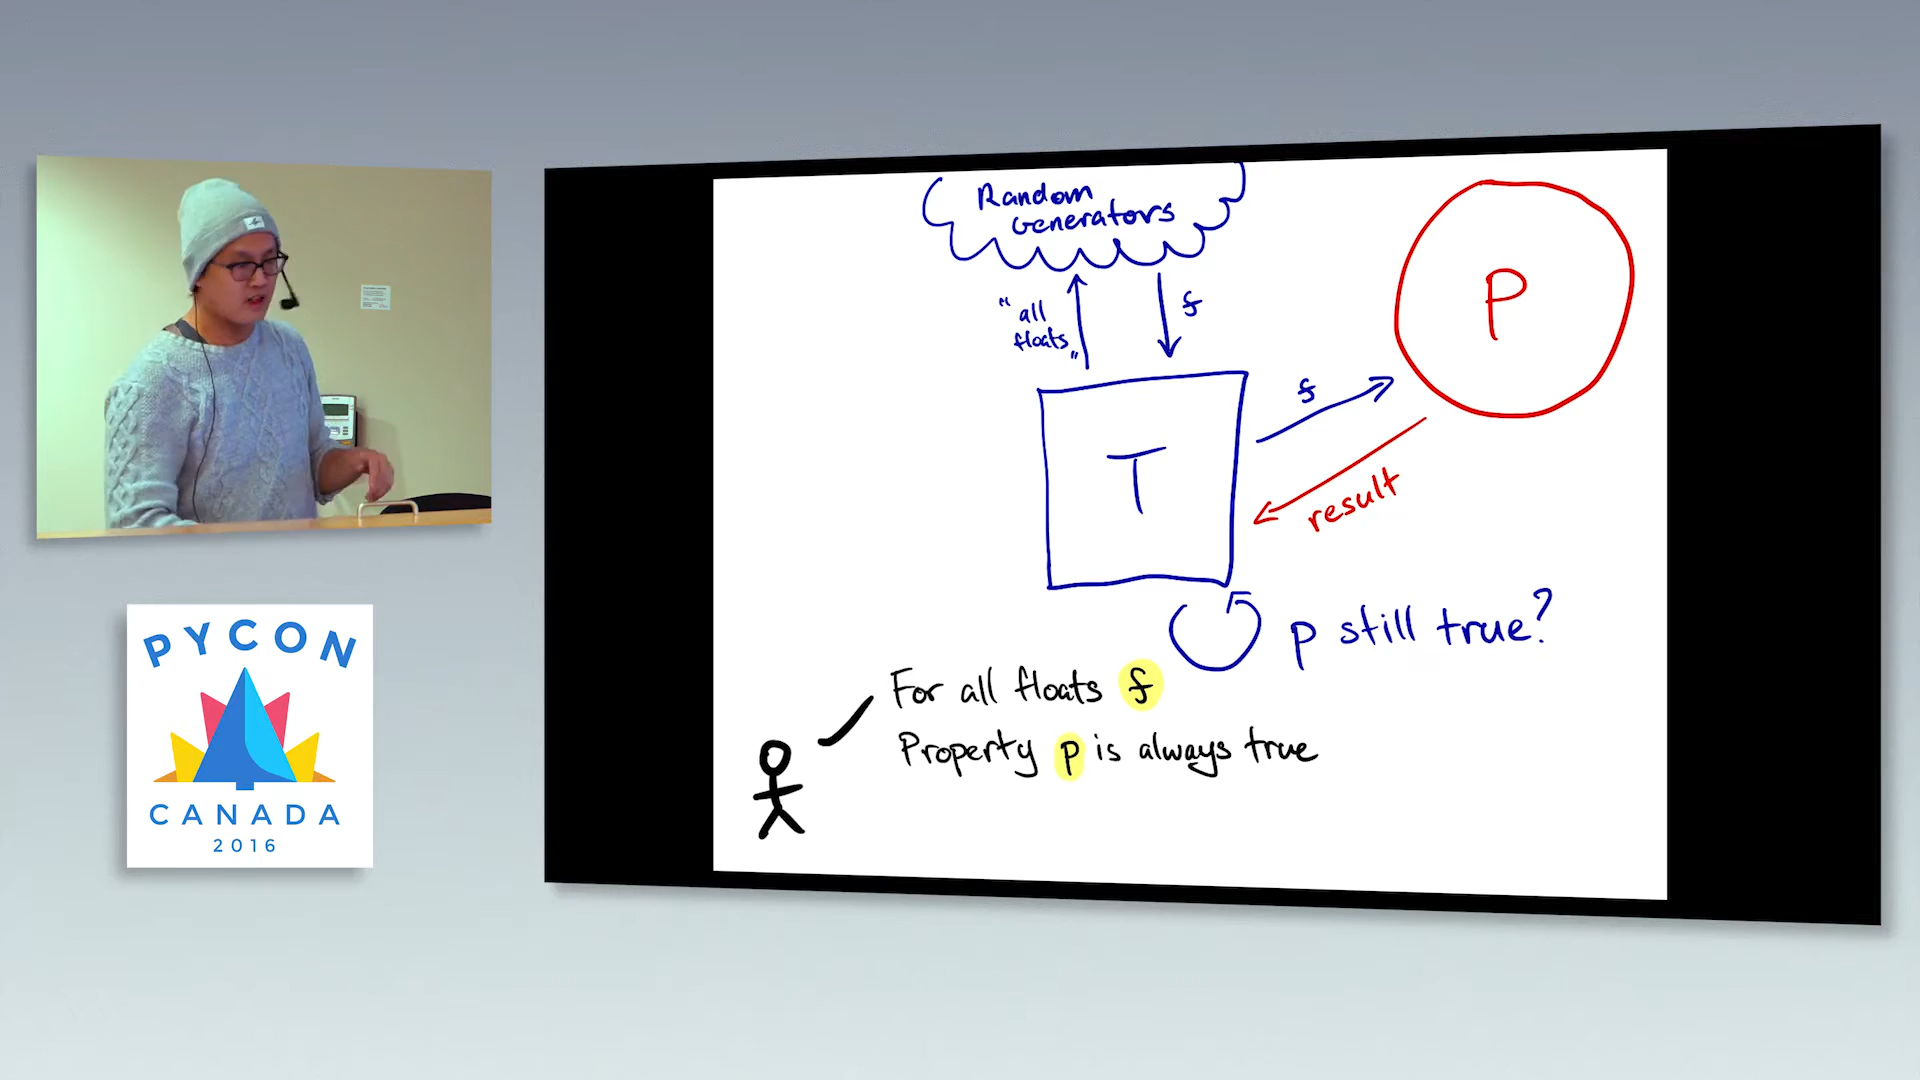 Random
Generators
"all
floats"
f
P
T
f
result
p still true?
For all floats f
Property p is always true
PYCON
CANADA
2016